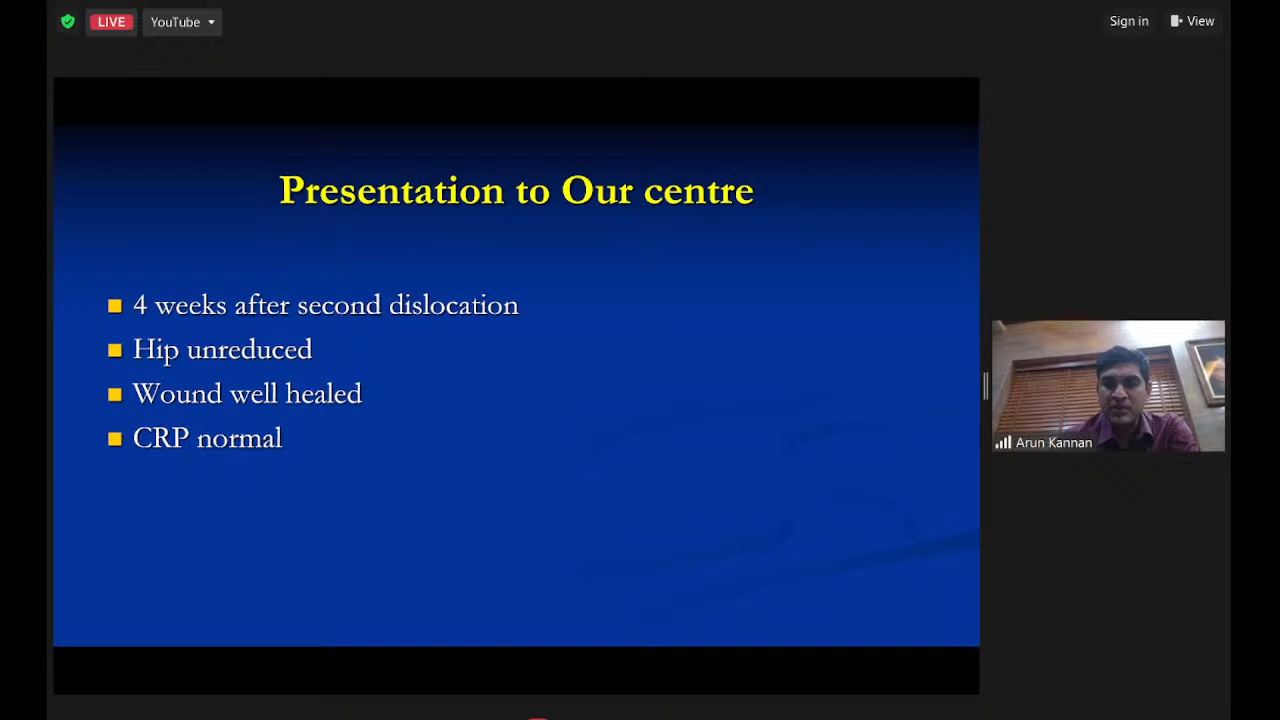 LIVE
YouTube
Sign in
View
Presentation to Our centre
4 weeks after second dislocation
Hip unreduced
Wound well healed
CRP normal
Arun Kannan